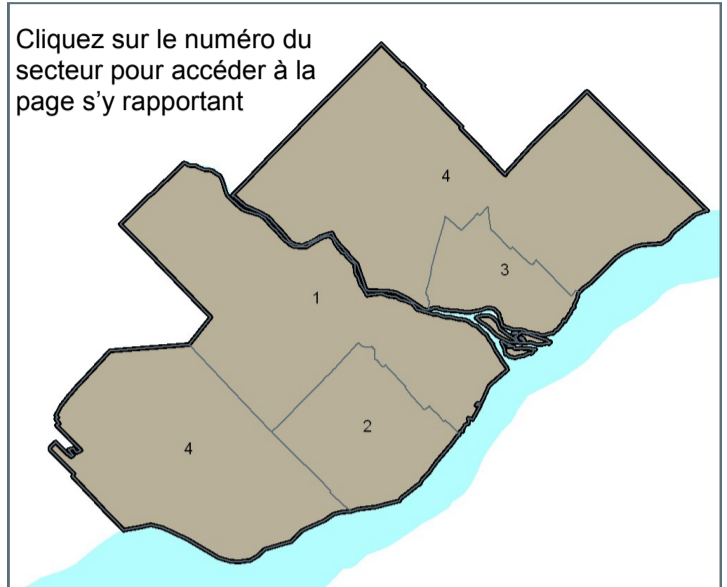 Cliquez sur le numéro du
secteur pour accéder à la
page s’y rapportant
4
3
1
2
4